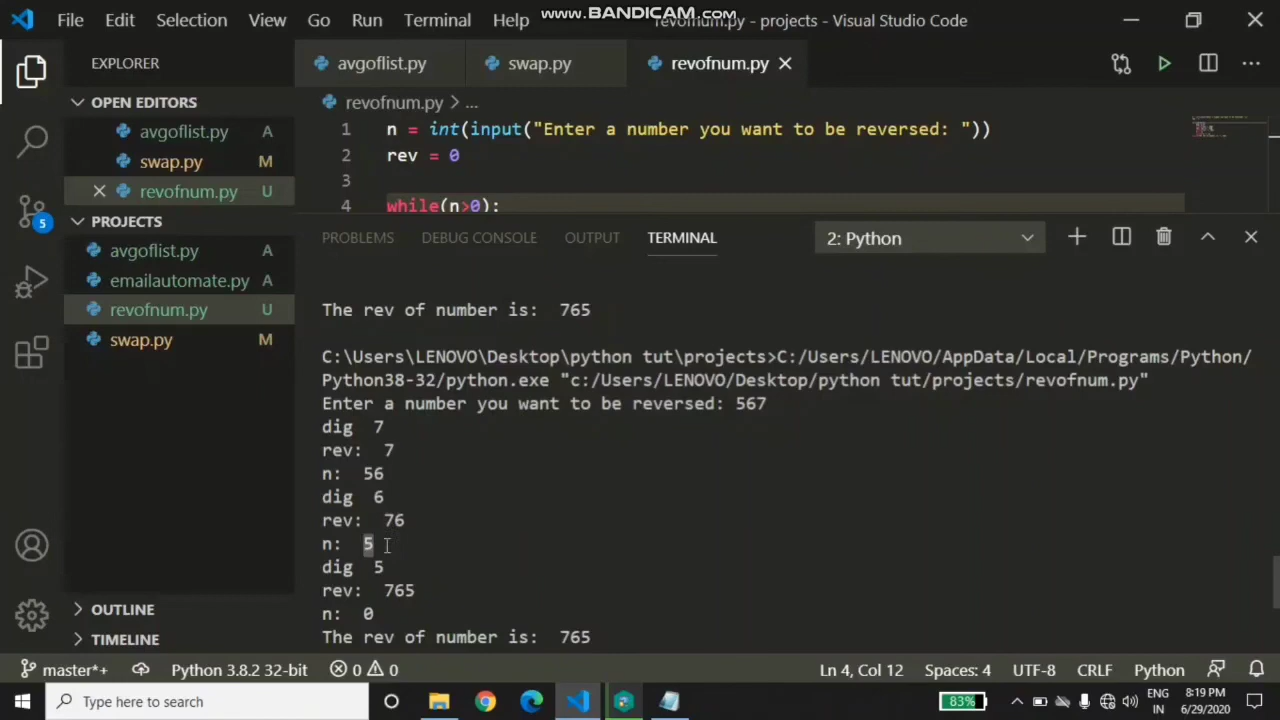 www.BANDICAM.com
File Edit Selection View Go Run Terminal Help revofnum.py - projects - Visual Studio Code
EXPLORER
avgoflist.py swap.py revofnum.py
OPEN EDITORS
avgoflist.py A
swap.py M
revofnum.py U
PROJECTS
avgoflist.py A
emailautomate.py A
revofnum.py U
swap.py M
OUTLINE
TIMELINE
5
revofnum.py > ...
1 n = int(input("Enter a number you want to be reversed: "))
2 rev = 0
3
4 while(n>0):
PROBLEMS DEBUG CONSOLE OUTPUT TERMINAL 2: Python
The rev of number is:  765
C:\Users\LENOVO\Desktop\python tut\projects>C:/Users/LENOVO/AppData/Local/Programs/Python/
Python38-32/python.exe "c:/Users/LENOVO/Desktop/python tut/projects/revofnum.py"
Enter a number you want to be reversed: 567
dig  7
rev:  7
n:  56
dig  6
rev:  76
n:  5
dig  5
rev:  765
n:  0
The rev of number is:  765
master*+ Python 3.8.2 32-bit 0 0 Ln 4, Col 12 Spaces: 4 UTF-8 CRLF Python
Type here to search 83% ENG 8:19 PM
IN 6/29/2020